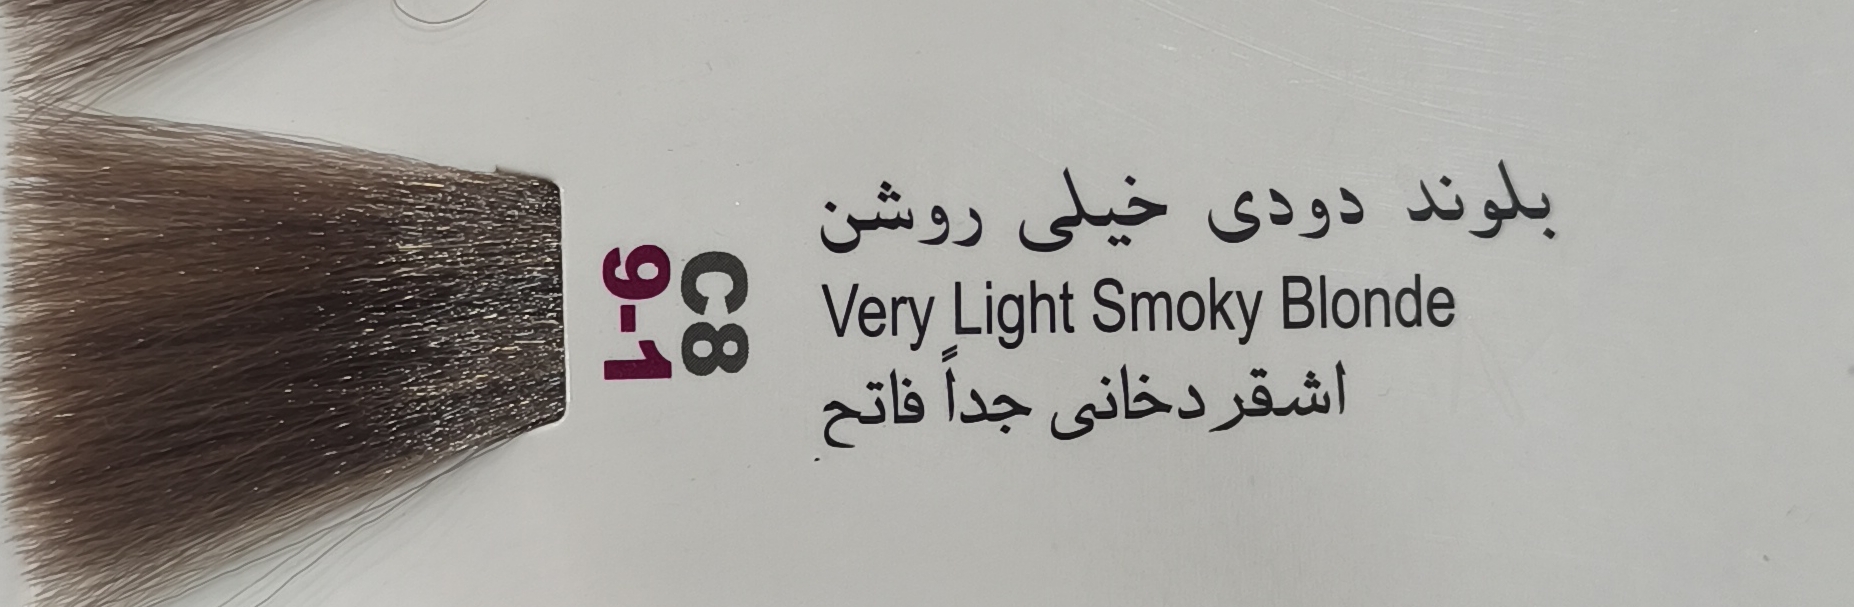 C8
9-1
بلوند دودی خیلی روشن
Very Light Smoky Blonde
اشقر دخانی جداً فاتح